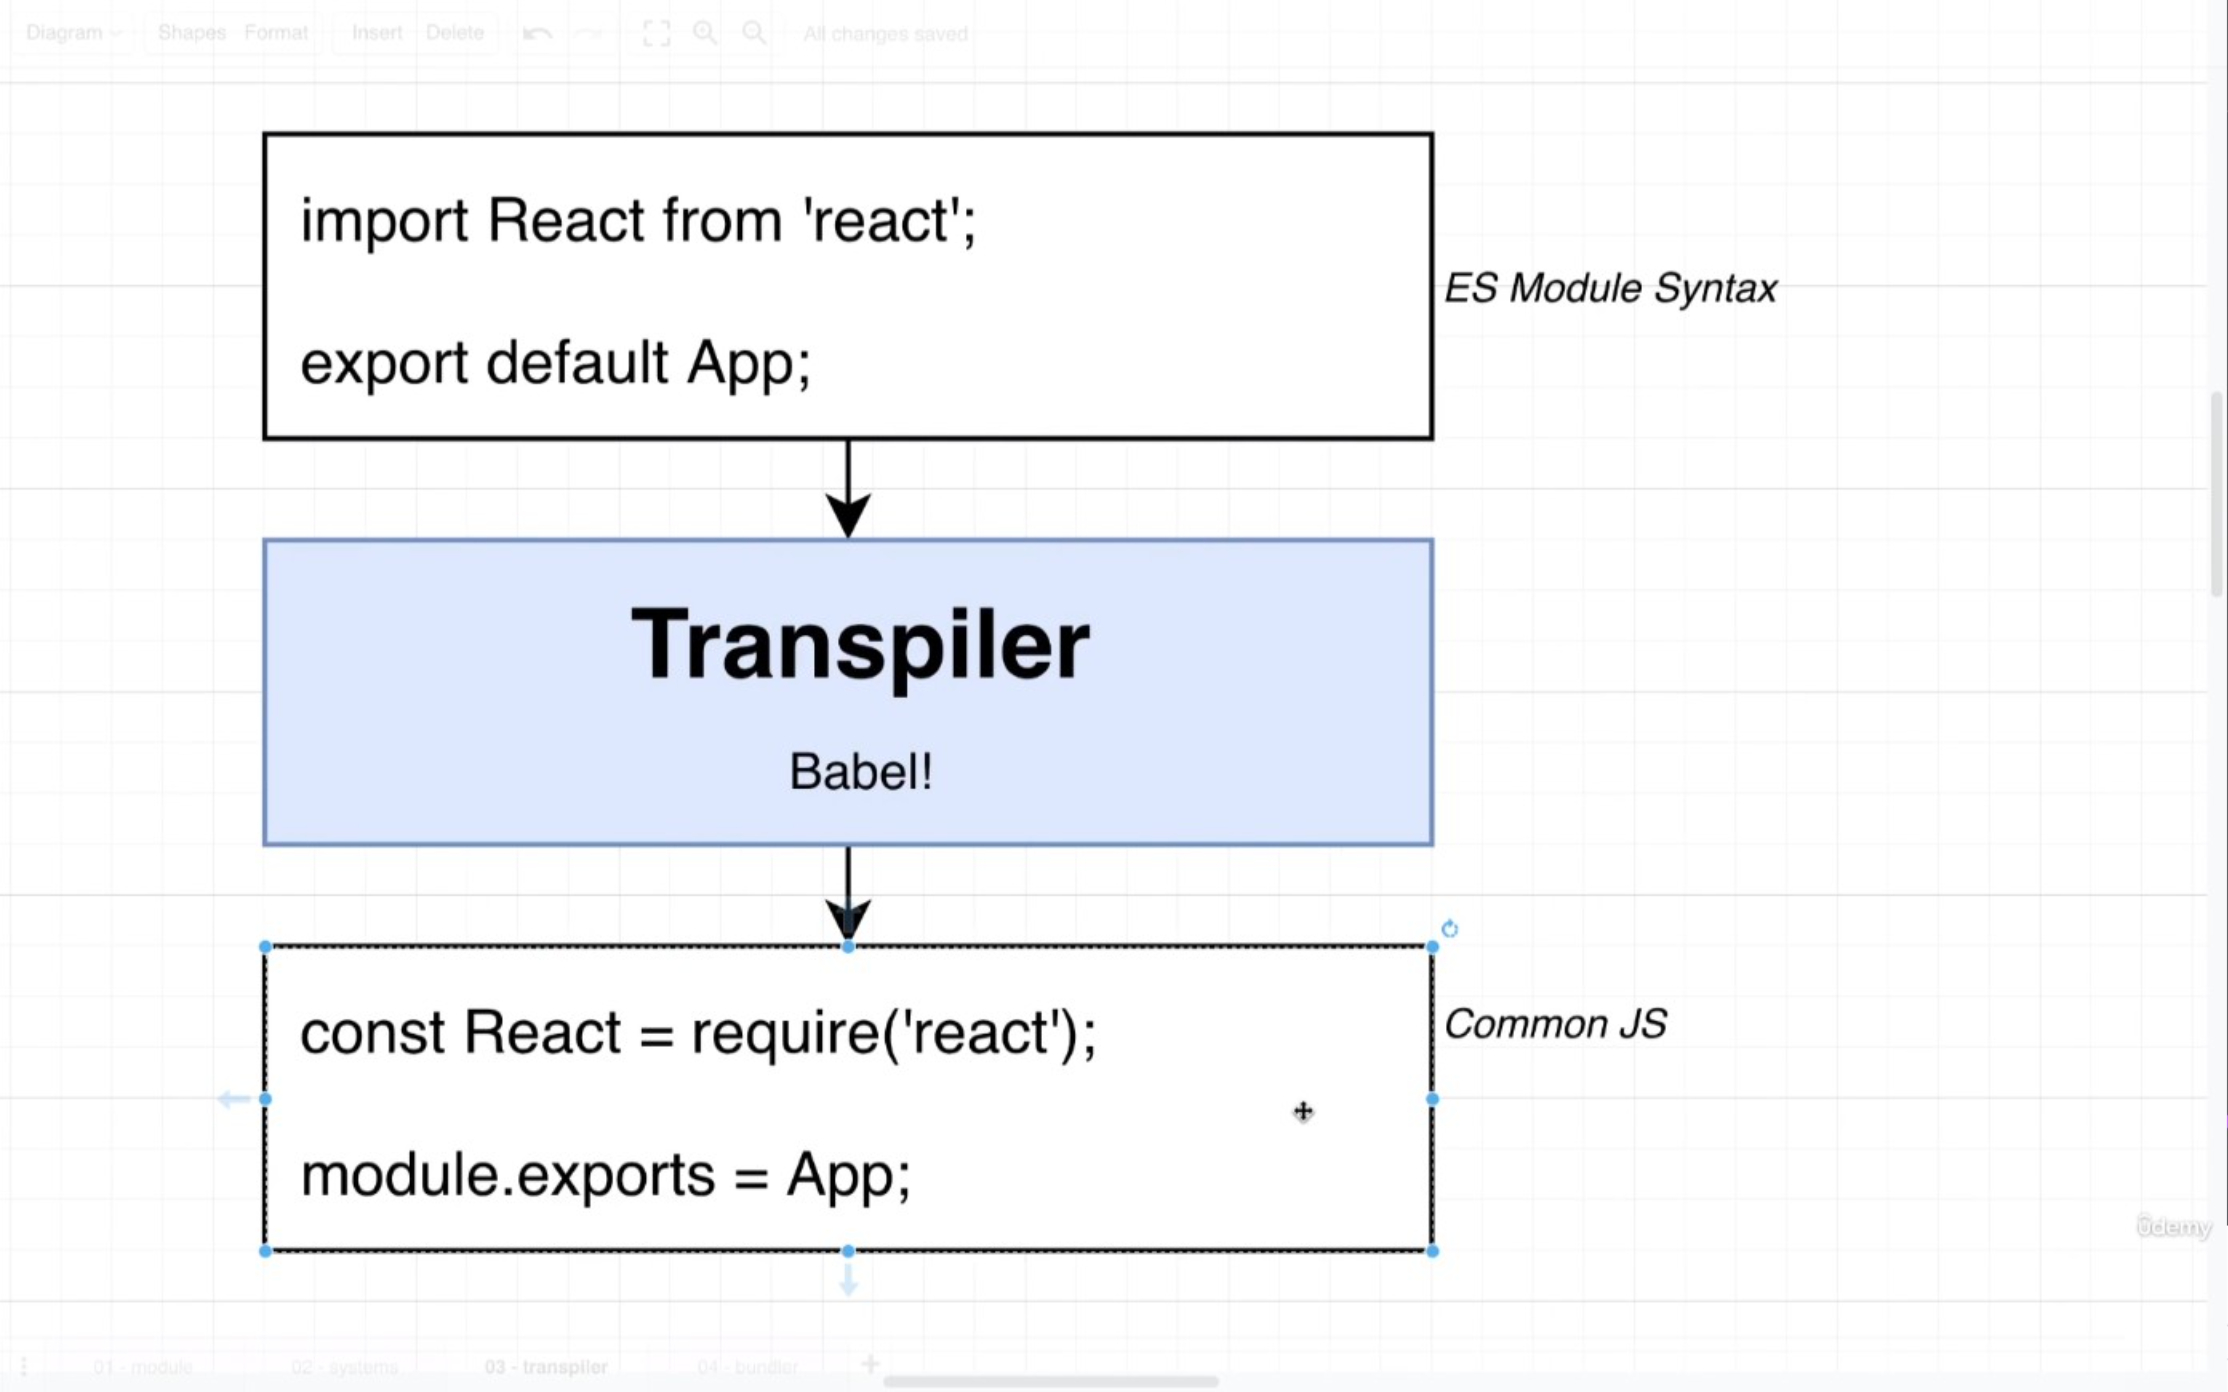 Diagram
Shapes Format
Insert Delete
All changes saved
import React from 'react';
export default App;
ES Module Syntax
Transpiler
Babel!
const React = require('react');
module.exports = App;
Common JS
ûdemy
01 - module
02 - systems
03 - transpiler
04 - bundler